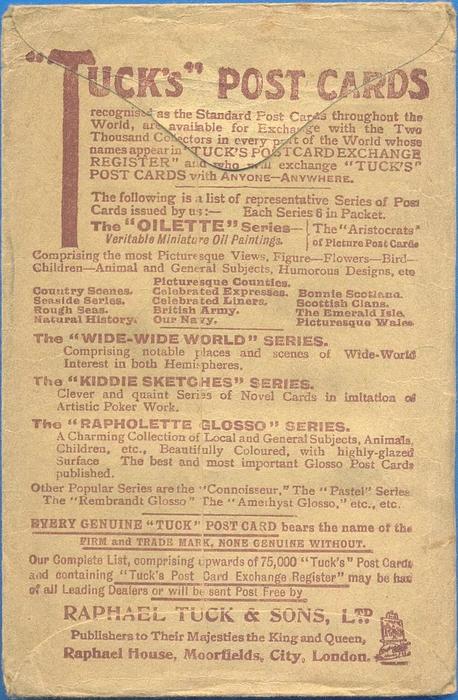 "TUCK'S" POST CARDS
recognised as the Standard Post Cards throughout the
World, are available for Exchange with the Two
Thousand Collectors in every part of the World whose
names appear in "TUCK'S POSTCARD EXCHANGE
REGISTER" and who will exchange "TUCK'S"
POST CARDS with ANYONE—ANYWHERE.
The following is a list of representative Series of Post
Cards issued by us:— Each Series 6 in Packet.
The "OILETTE" Series— The "Aristocrats"
Veritable Miniature Oil Paintings. of Picture Post Cards
Comprising the most Picturesque Views, Figure—Flowers—Bird—
Children—Animal and General Subjects, Humorous Designs, etc
Picturesque Counties.
Country Scenes. Celebrated Expresses. Bonnie Scotland.
Seaside Series. Celebrated Liners. Scottish Clans.
Rough Seas. British Army. The Emerald Isle.
Natural History. Our Navy. Picturesque Wales
The "WIDE-WIDE WORLD" SERIES.
Comprising notable places and scenes of Wide-World
Interest in both Hemispheres.
The "KIDDIE SKETCHES" SERIES.
Clever and quaint Series of Novel Cards in imitation of
Artistic Poker Work.
The "RAPHOLETTE GLOSSO" SERIES.
A Charming Collection of Local and General Subjects, Animals,
Children, etc., Beautifully Coloured, with highly-glazed
Surface The best and most important Glosso Post Cards
published.
Other Popular Series are the "Connoisseur," The "Pastel" Series
The "Rembrandt Glosso" The "Amethyst Glosso," etc., etc.
EVERY GENUINE "TUCK" POST CARD bears the name of the
FIRM and TRADE MARK, NONE GENUINE WITHOUT.
Our Complete List, comprising upwards of 75,000 "Tuck's" Post Cards
and containing "Tuck's Post Card Exchange Register" may be had
of all Leading Dealers or will be sent Post Free by
RAPHAEL TUCK & SONS, LTD
Publishers to Their Majesties the King and Queen,
Raphael House, Moorfields, City, London.